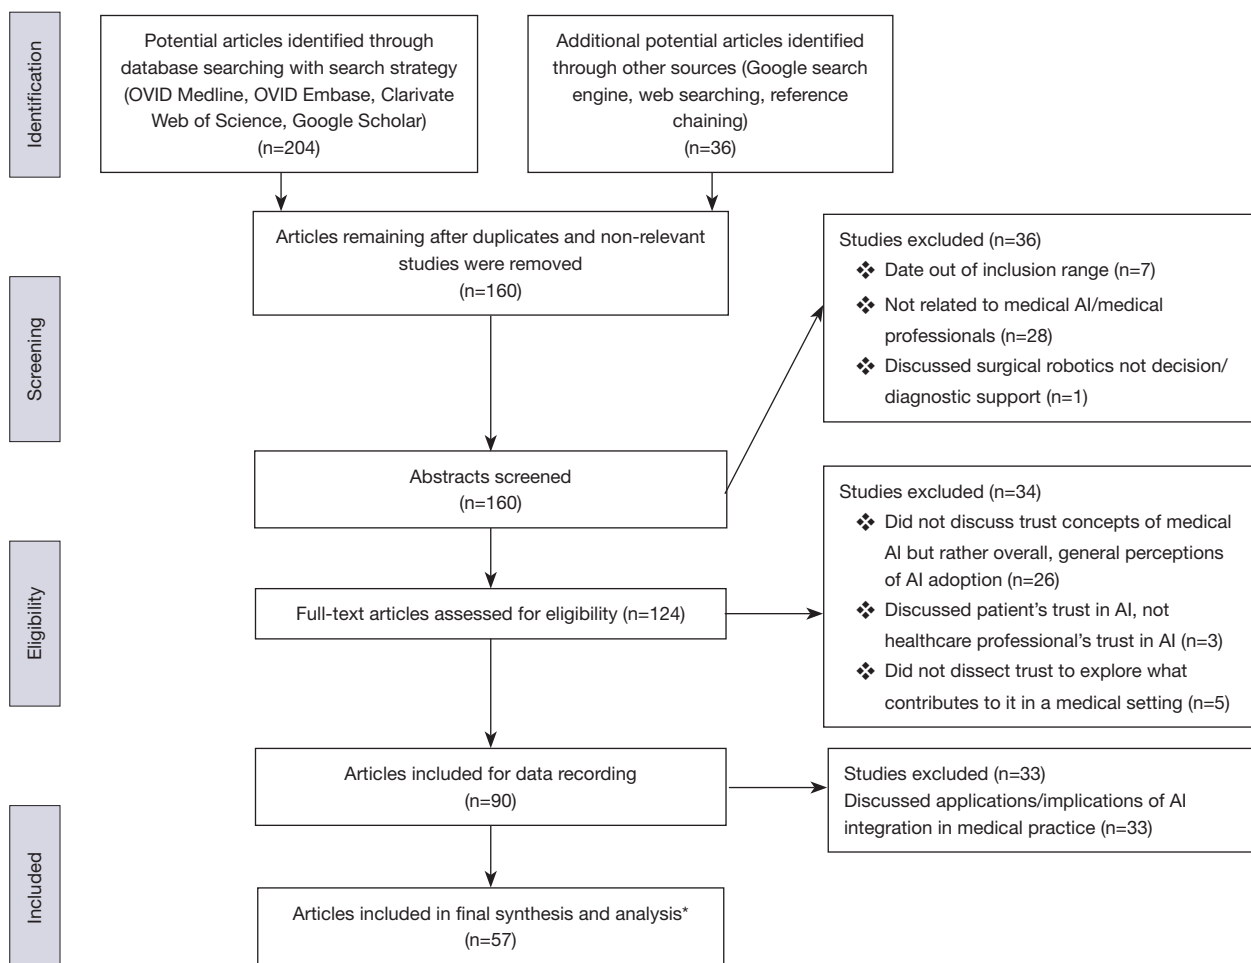 Identification
Potential articles identified through
database searching with search strategy
(OVID Medline, OVID Embase, Clarivate
Web of Science, Google Scholar)
(n=204)
Additional potential articles identified
through other sources (Google search
engine, web searching, reference
chaining)
(n=36)
Articles remaining after duplicates and non-relevant
studies were removed
(n=160)
Screening
Studies excluded (n=36)
❖ Date out of inclusion range (n=7)
❖ Not related to medical AI/medical
professionals (n=28)
❖ Discussed surgical robotics not decision/
diagnostic support (n=1)
Abstracts screened
(n=160)
Eligibility
Studies excluded (n=34)
❖ Did not discuss trust concepts of medical
AI but rather overall, general perceptions
of AI adoption (n=26)
❖ Discussed patient’s trust in AI, not
healthcare professional’s trust in AI (n=3)
❖ Did not dissect trust to explore what
contributes to it in a medical setting (n=5)
Full-text articles assessed for eligibility (n=124)
Articles included for data recording
(n=90)
Studies excluded (n=33)
Discussed applications/implications of AI
integration in medical practice (n=33)
Included
Articles included in final synthesis and analysis*
(n=57)